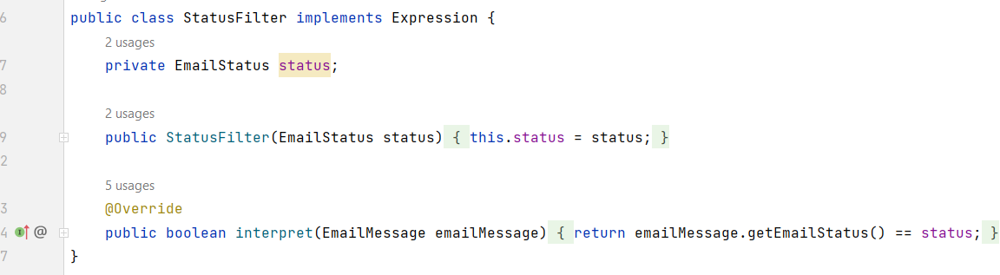 6 public class StatusFilter implements Expression {
2 usages
7 private EmailStatus status;
8
2 usages
9 public StatusFilter(EmailStatus status) { this.status = status; }
2
5 usages
3 @Override
4 @ public boolean interpret(EmailMessage emailMessage) { return emailMessage.getEmailStatus() == status; }
7 }